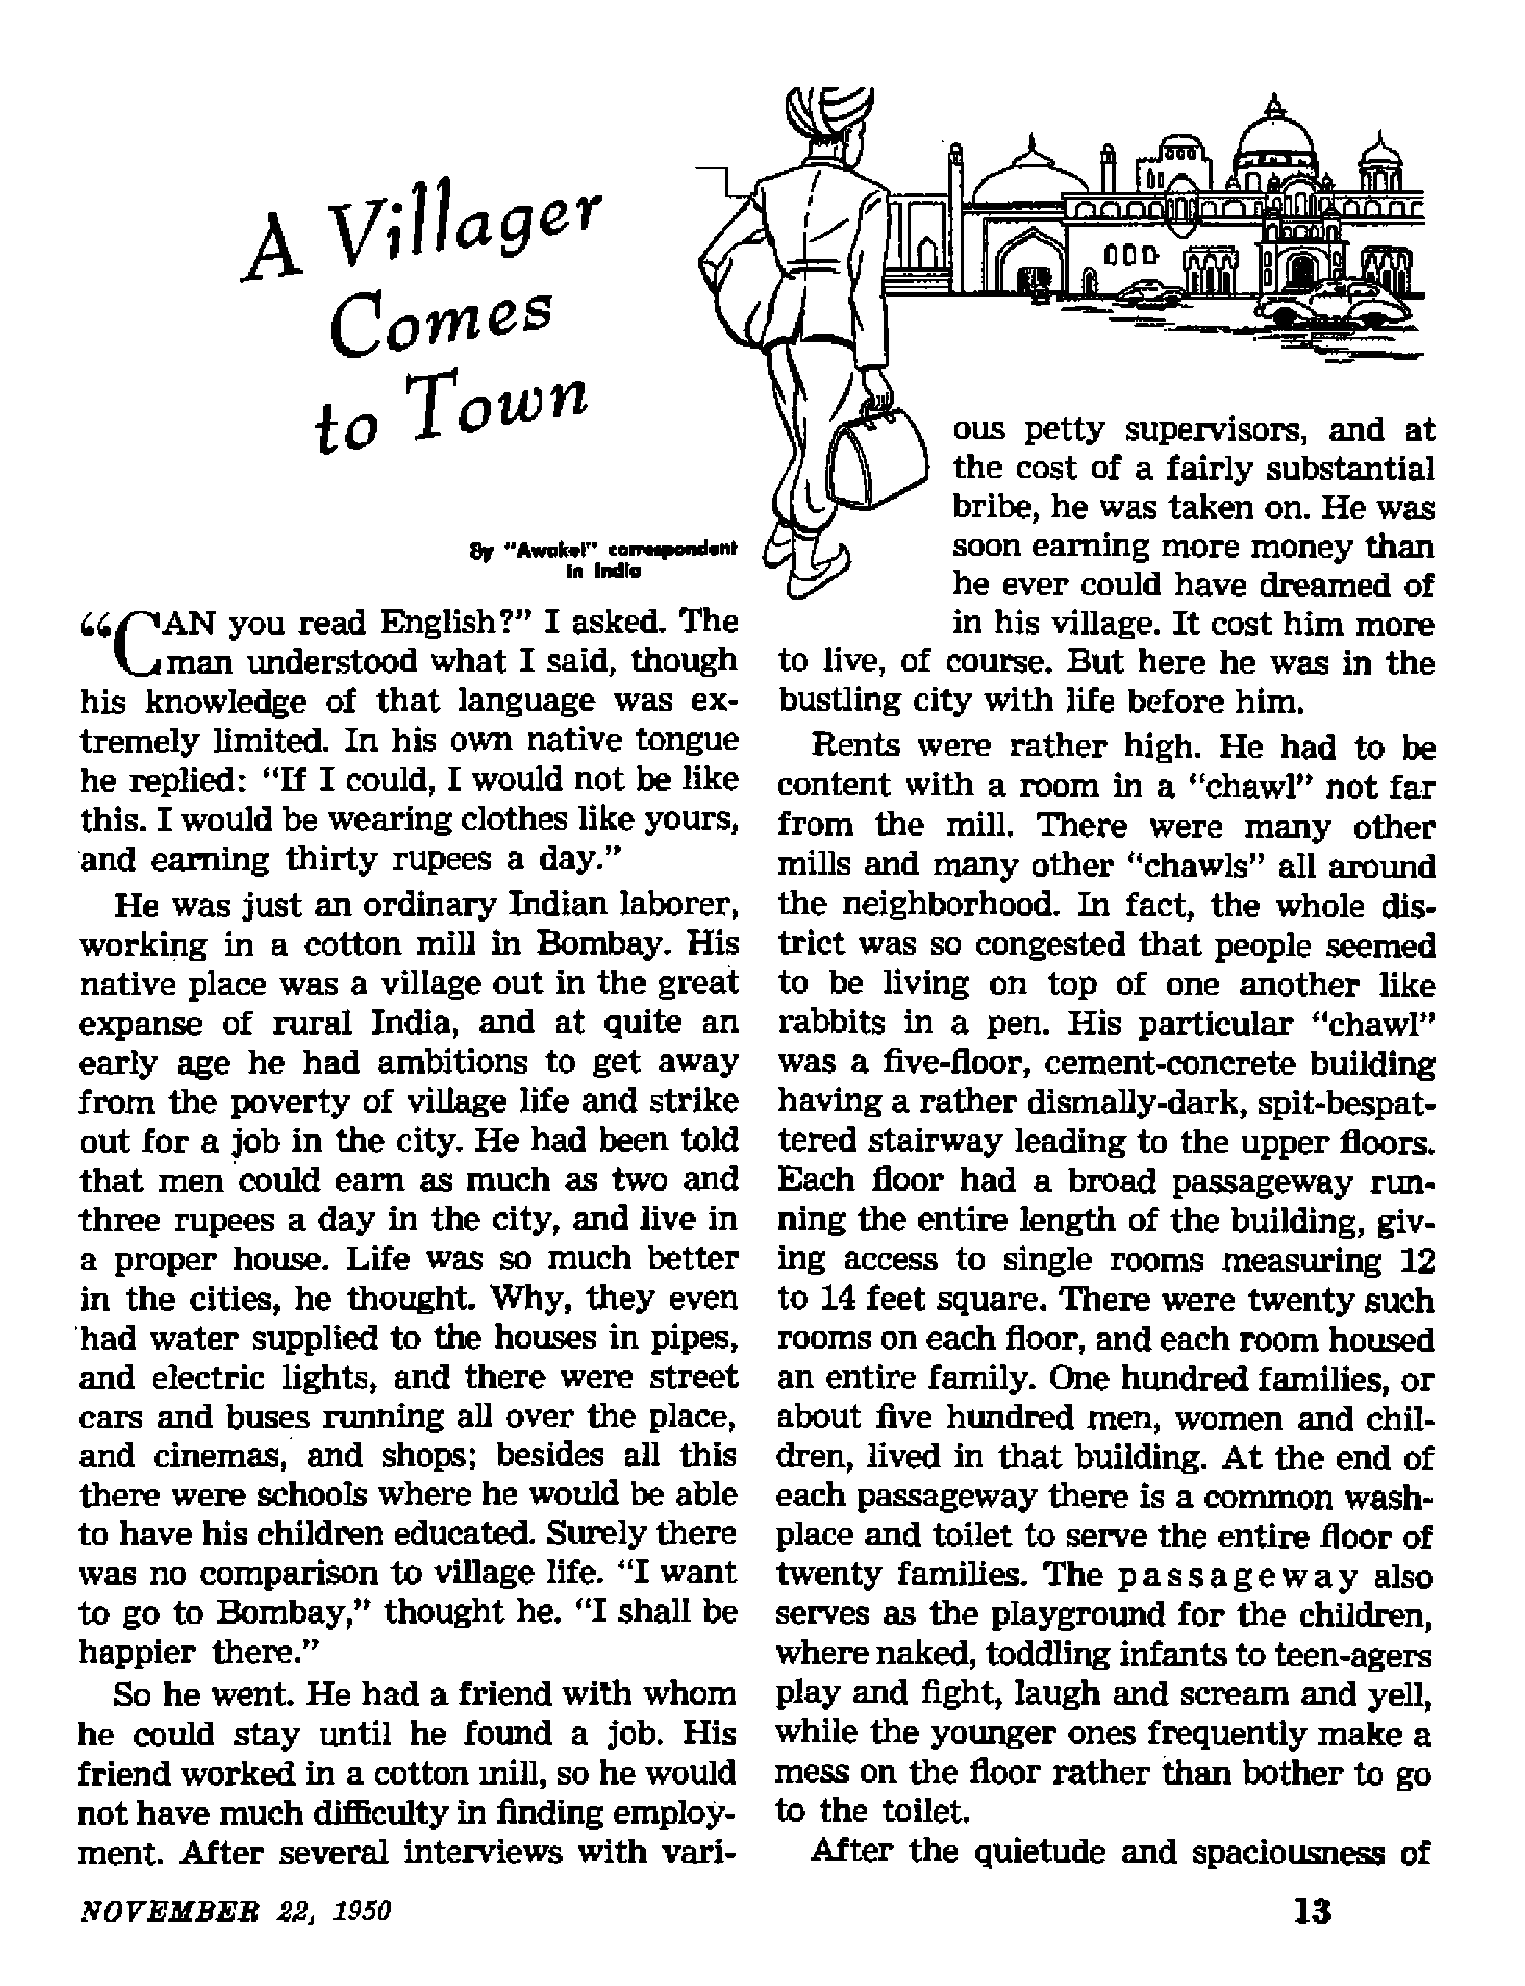 A Villager
Comes
to Town
By "Awake!" correspondent
in India
"CAN you read English?" I asked. The
man understood what I said, though
his knowledge of that language was ex-
tremely limited. In his own native tongue
he replied: "If I could, I would not be like
this. I would be wearing clothes like yours,
and earning thirty rupees a day."
He was just an ordinary Indian laborer,
working in a cotton mill in Bombay. His
native place was a village out in the great
expanse of rural India, and at quite an
early age he had ambitions to get away
from the poverty of village life and strike
out for a job in the city. He had been told
that men could earn as much as two and
three rupees a day in the city, and live in
a proper house. Life was so much better
in the cities, he thought. Why, they even
had water supplied to the houses in pipes,
and electric lights, and there were street
cars and buses running all over the place,
and cinemas, and shops; besides all this
there were schools where he would be able
to have his children educated. Surely there
was no comparison to village life. "I want
to go to Bombay," thought he. "I shall be
happier there."
So he went. He had a friend with whom
he could stay until he found a job. His
friend worked in a cotton mill, so he would
not have much difficulty in finding employ-
ment. After several interviews with vari-
ous petty supervisors, and at
the cost of a fairly substantial
bribe, he was taken on. He was
soon earning more money than
he ever could have dreamed of
in his village. It cost him more
to live, of course. But here he was in the
bustling city with life before him.
Rents were rather high. He had to be
content with a room in a "chawl" not far
from the mill. There were many other
mills and many other "chawls" all around
the neighborhood. In fact, the whole dis-
trict was so congested that people seemed
to be living on top of one another like
rabbits in a pen. His particular "chawl"
was a five-floor, cement-concrete building
having a rather dismally-dark, spit-bespat-
tered stairway leading to the upper floors.
Each floor had a broad passageway run-
ning the entire length of the building, giv-
ing access to single rooms measuring 12
to 14 feet square. There were twenty such
rooms on each floor, and each room housed
an entire family. One hundred families, or
about five hundred men, women and chil-
dren, lived in that building. At the end of
each passageway there is a common wash-
place and toilet to serve the entire floor of
twenty families. The passageway also
serves as the playground for the children,
where naked, toddling infants to teen-agers
play and fight, laugh and scream and yell,
while the younger ones frequently make a
mess on the floor rather than bother to go
to the toilet.
After the quietude and spaciousness of
NOVEMBER 22, 1950
13